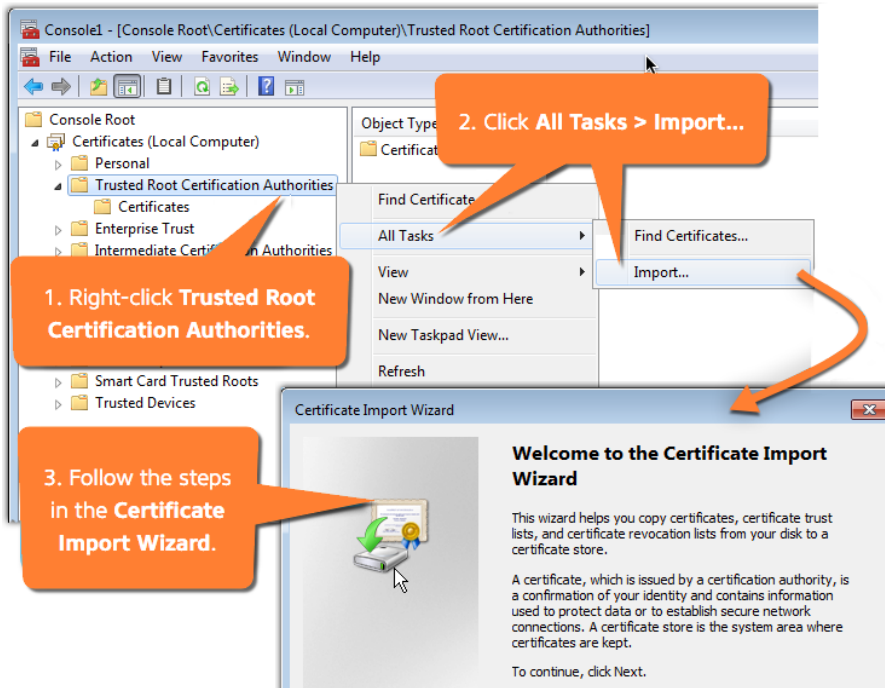 Console1 - [Console Root\Certificates (Local Computer)\Trusted Root Certification Authorities]
File Action View Favorites Window Help
Console Root
Certificates (Local Computer)
Personal
Trusted Root Certification Authorities
Certificates
Enterprise Trust
Intermediate Certification Authorities
Smart Card Trusted Roots
Trusted Devices
Object Type
2. Click All Tasks > Import...
Find Certificate
All Tasks
View
New Window from Here
New Taskpad View...
Refresh
Find Certificates...
Import...
1. Right-click Trusted Root
Certification Authorities.
3. Follow the steps
in the Certificate
Import Wizard.
Certificate Import Wizard
Welcome to the Certificate Import
Wizard
This wizard helps you copy certificates, certificate trust
lists, and certificate revocation lists from your disk to a
certificate store.
A certificate, which is issued by a certification authority, is
a confirmation of your identity and contains information
used to protect data or to establish secure network
connections. A certificate store is the system area where
certificates are kept.
To continue, click Next.